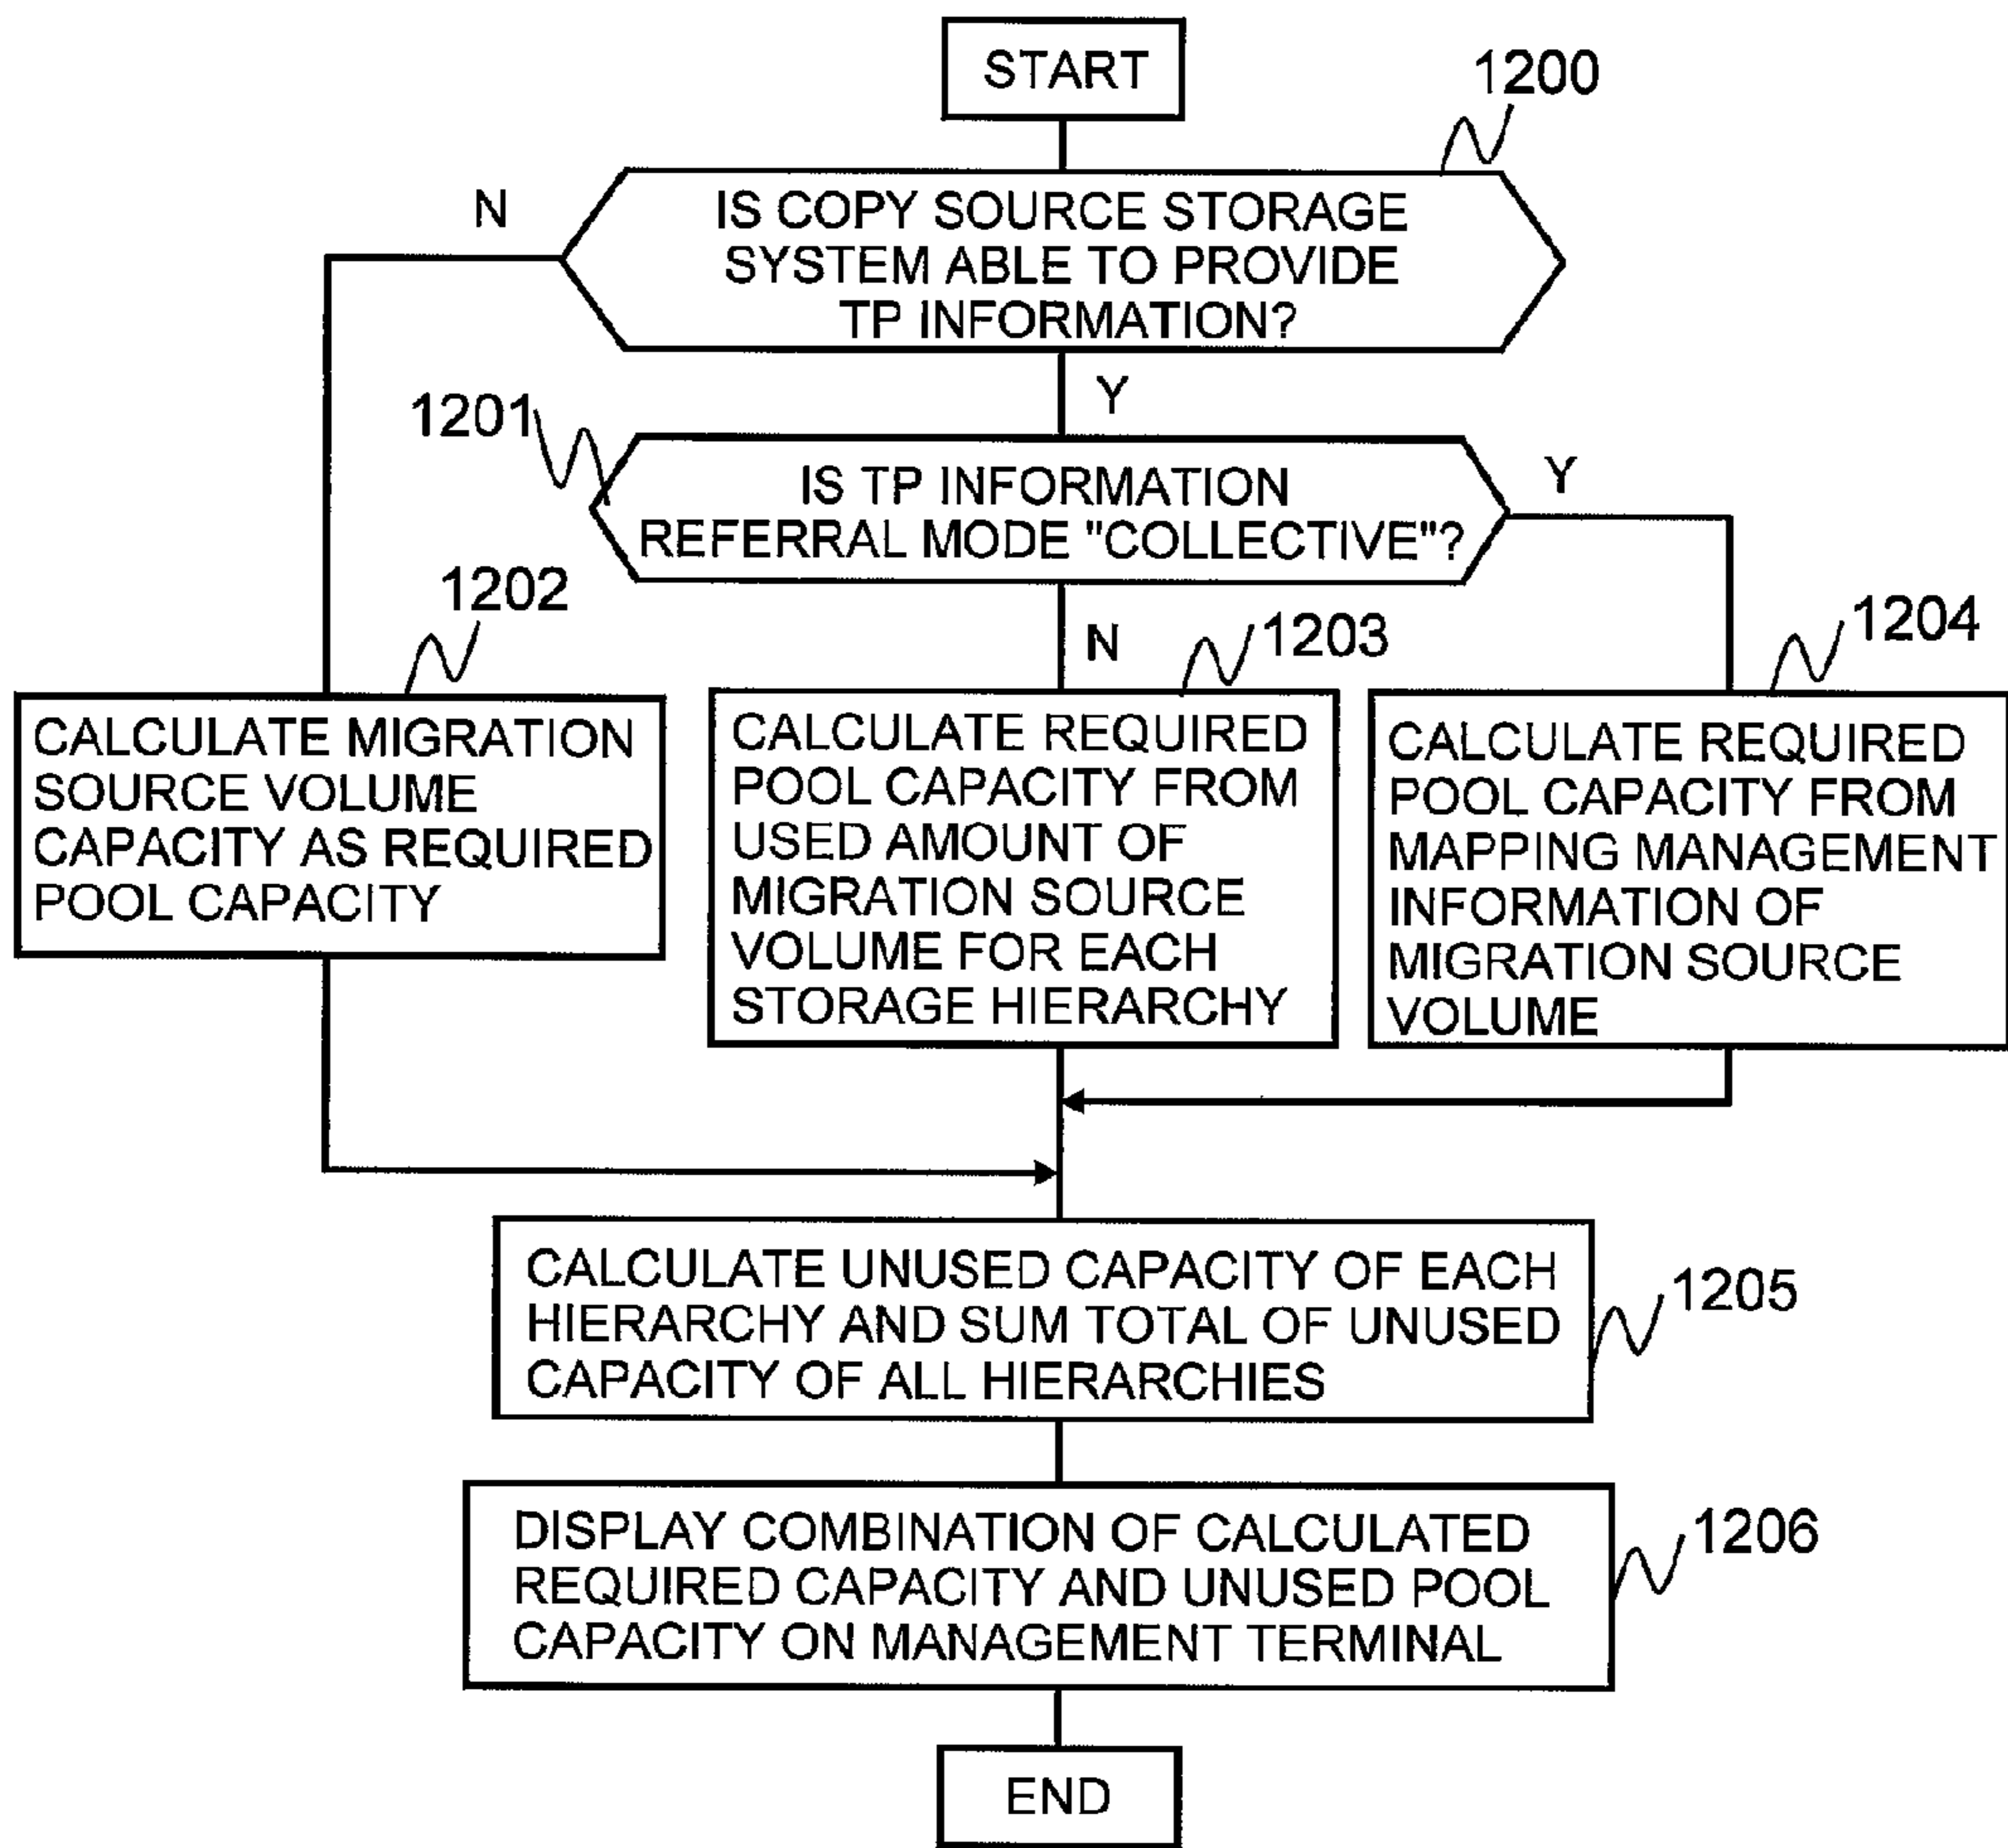 START
1200
N
IS COPY SOURCE STORAGE
SYSTEM ABLE TO PROVIDE
TP INFORMATION?
Y
1201
IS TP INFORMATION
REFERRAL MODE "COLLECTIVE"?
Y
1202
N
1203
1204
CALCULATE MIGRATION
SOURCE VOLUME
CAPACITY AS REQUIRED
POOL CAPACITY
CALCULATE REQUIRED
POOL CAPACITY FROM
USED AMOUNT OF
MIGRATION SOURCE
VOLUME FOR EACH
STORAGE HIERARCHY
CALCULATE REQUIRED
POOL CAPACITY FROM
MAPPING MANAGEMENT
INFORMATION OF
MIGRATION SOURCE
VOLUME
CALCULATE UNUSED CAPACITY OF EACH
HIERARCHY AND SUM TOTAL OF UNUSED
CAPACITY OF ALL HIERARCHIES
1205
DISPLAY COMBINATION OF CALCULATED
REQUIRED CAPACITY AND UNUSED POOL
CAPACITY ON MANAGEMENT TERMINAL
1206
END